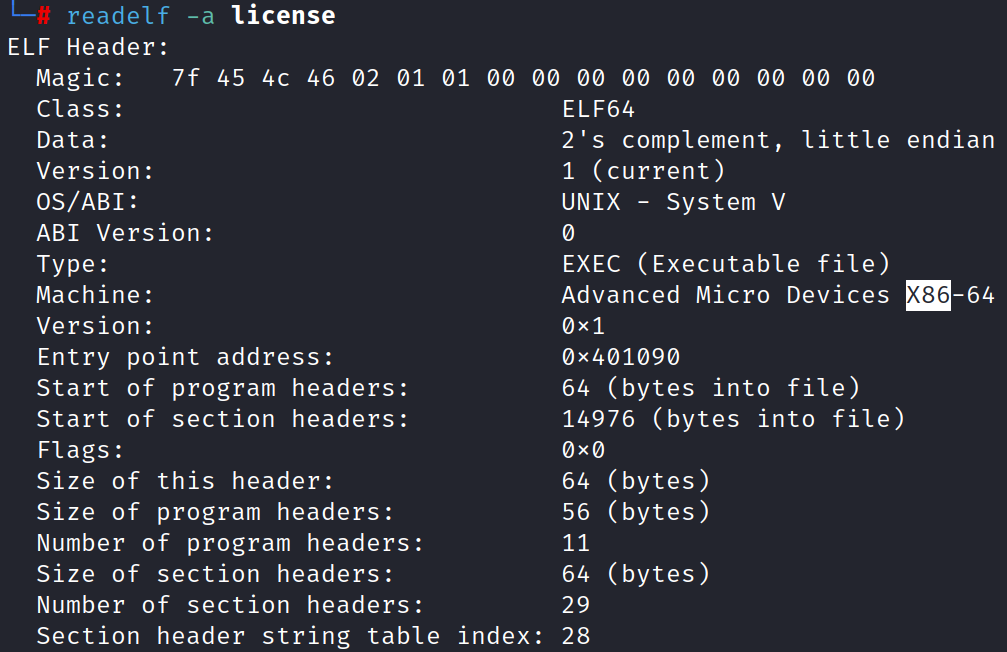 └─# readelf -a license
ELF Header:
Magic: 7f 45 4c 46 02 01 01 00 00 00 00 00 00 00 00 00
Class: ELF64
Data: 2's complement, little endian
Version: 1 (current)
OS/ABI: UNIX - System V
ABI Version: 0
Type: EXEC (Executable file)
Machine: Advanced Micro Devices X86-64
Version: 0×1
Entry point address: 0×401090
Start of program headers: 64 (bytes into file)
Start of section headers: 14976 (bytes into file)
Flags: 0×0
Size of this header: 64 (bytes)
Size of program headers: 56 (bytes)
Number of program headers: 11
Size of section headers: 64 (bytes)
Number of section headers: 29
Section header string table index: 28